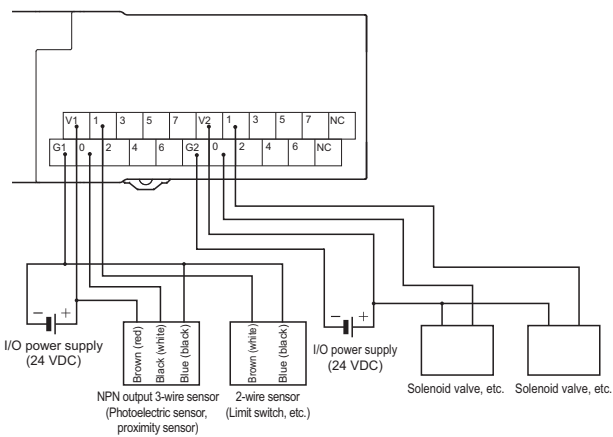 V1 1 3 5 7 V2 1 3 5 7 NC
G1 0 2 4 6 G2 0 2 4 6 NC
− +
I/O power supply
(24 VDC)
Brown (red)
Black (white)
Blue (black)
NPN output 3-wire sensor
(Photoelectric sensor,
proximity sensor)
Brown (white)
Blue (black)
2-wire sensor
(Limit switch, etc.)
− +
I/O power supply
(24 VDC)
Solenoid valve, etc.
Solenoid valve, etc.